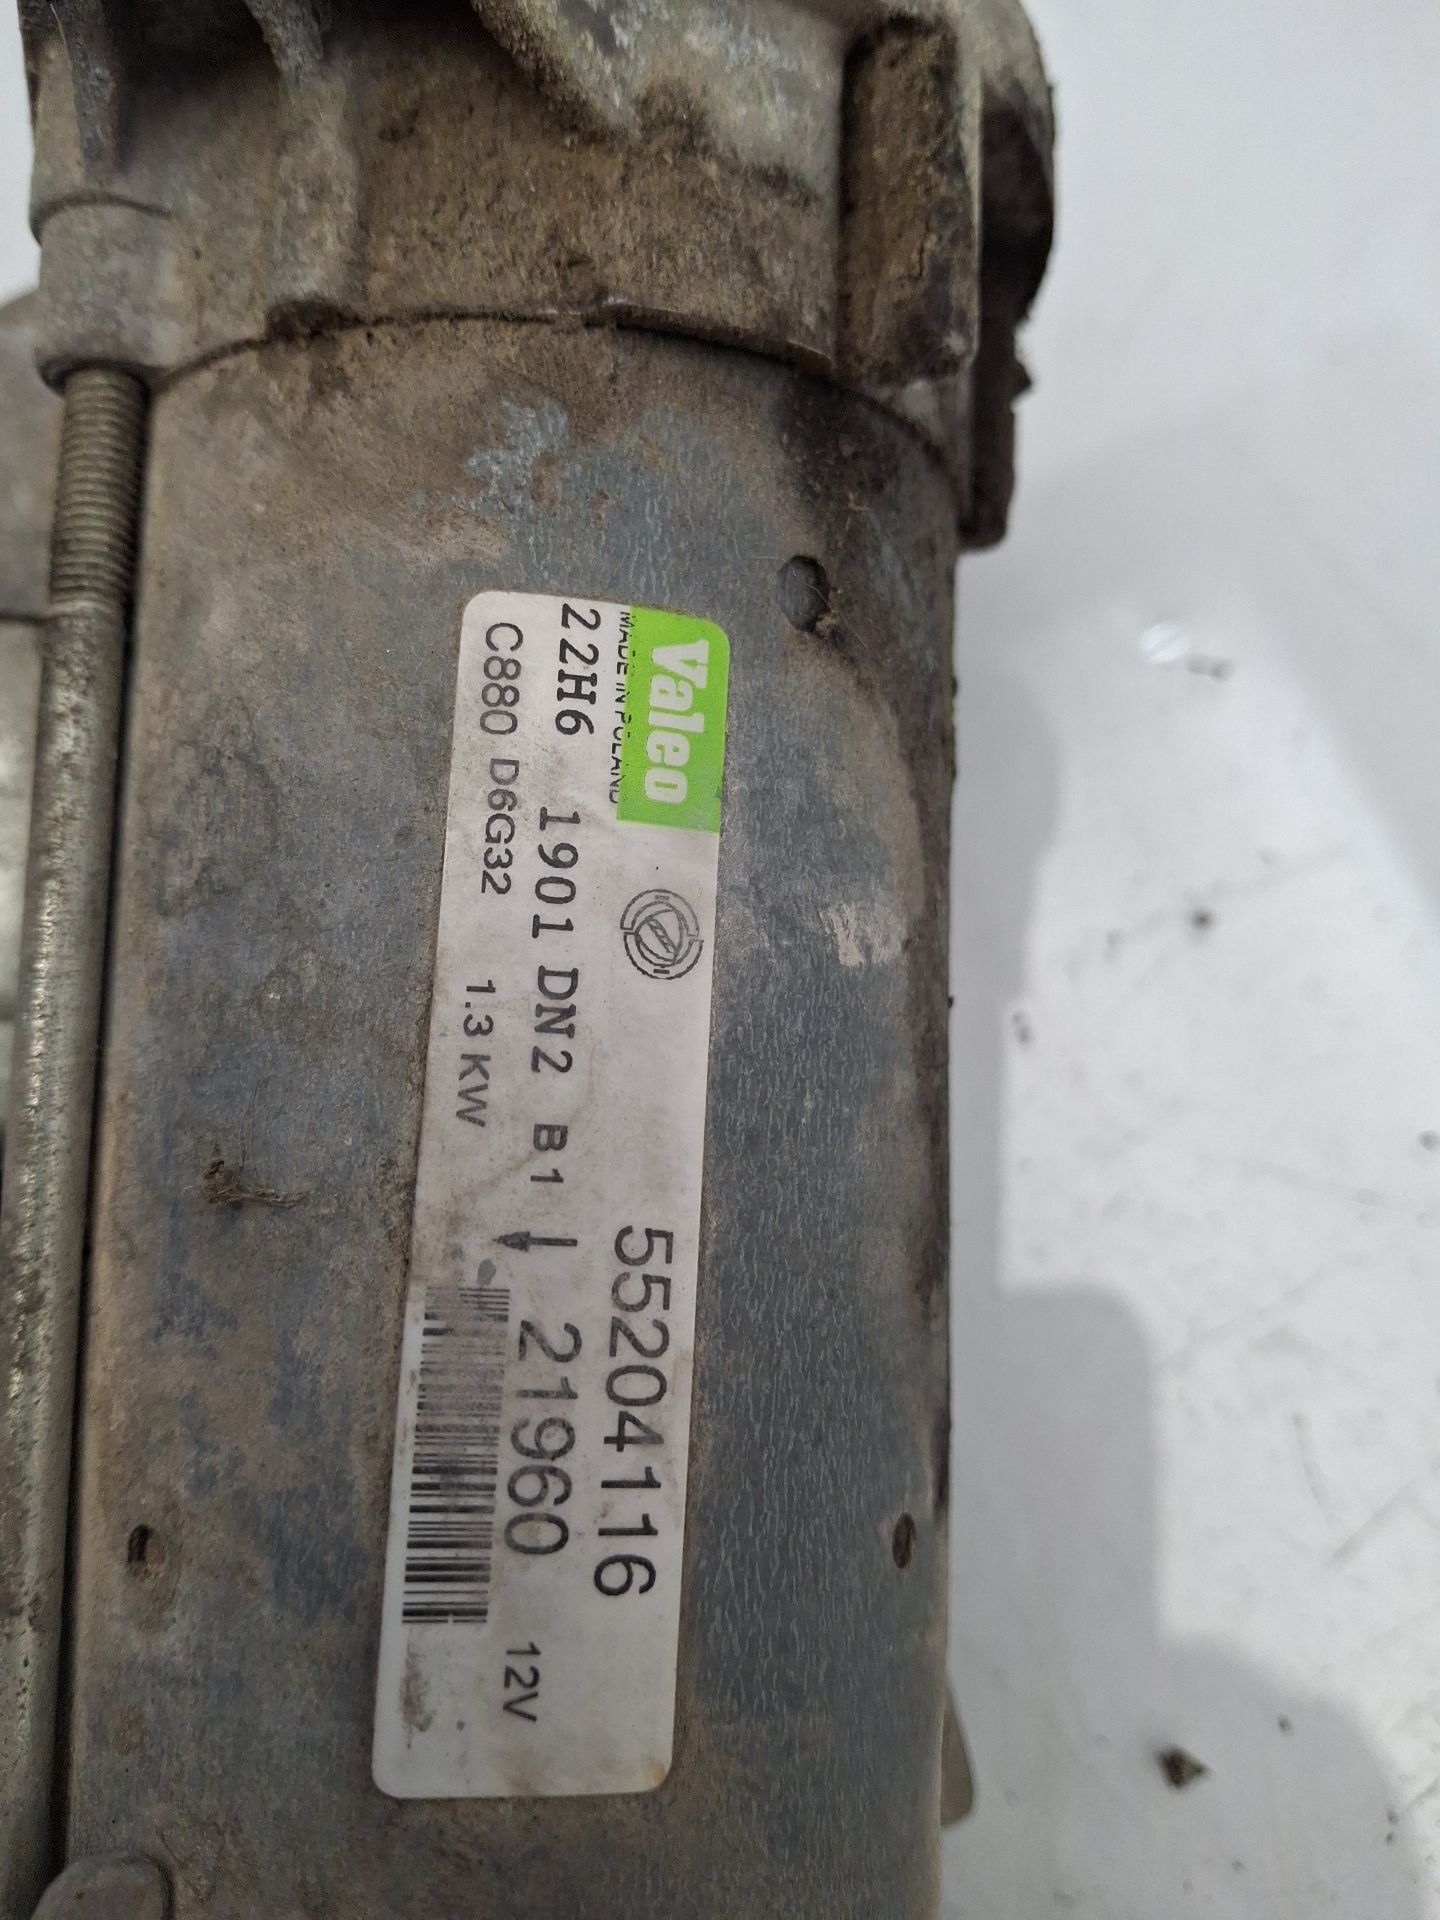 Valeo
MADE IN POLAND
55204116
22H6 1901 DN2 B1 21960
C880 D6G32 1.3 KW
12V